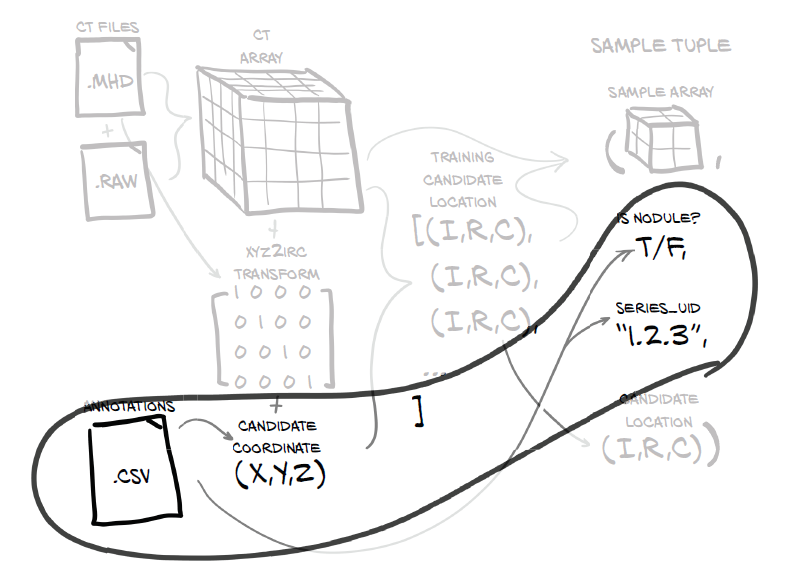 CT FILES
.MHD
+
.RAW
CT
ARRAY
+
XYZ2IRC
TRANSFORM
1 0 0 0
0 1 0 0
0 0 1 0
0 0 0 1
+
ANNOTATIONS
.CSV
CANDIDATE
COORDINATE
(X,Y,Z)
TRAINING
CANDIDATE
LOCATION
[(I,R,C),
(I,R,C),
(I,R,C),
...
]
SAMPLE TUPLE
SAMPLE ARRAY
( ,
IS NODULE?
T/F,
SERIES_UID
"1.2.3",
CANDIDATE
LOCATION
(I,R,C))